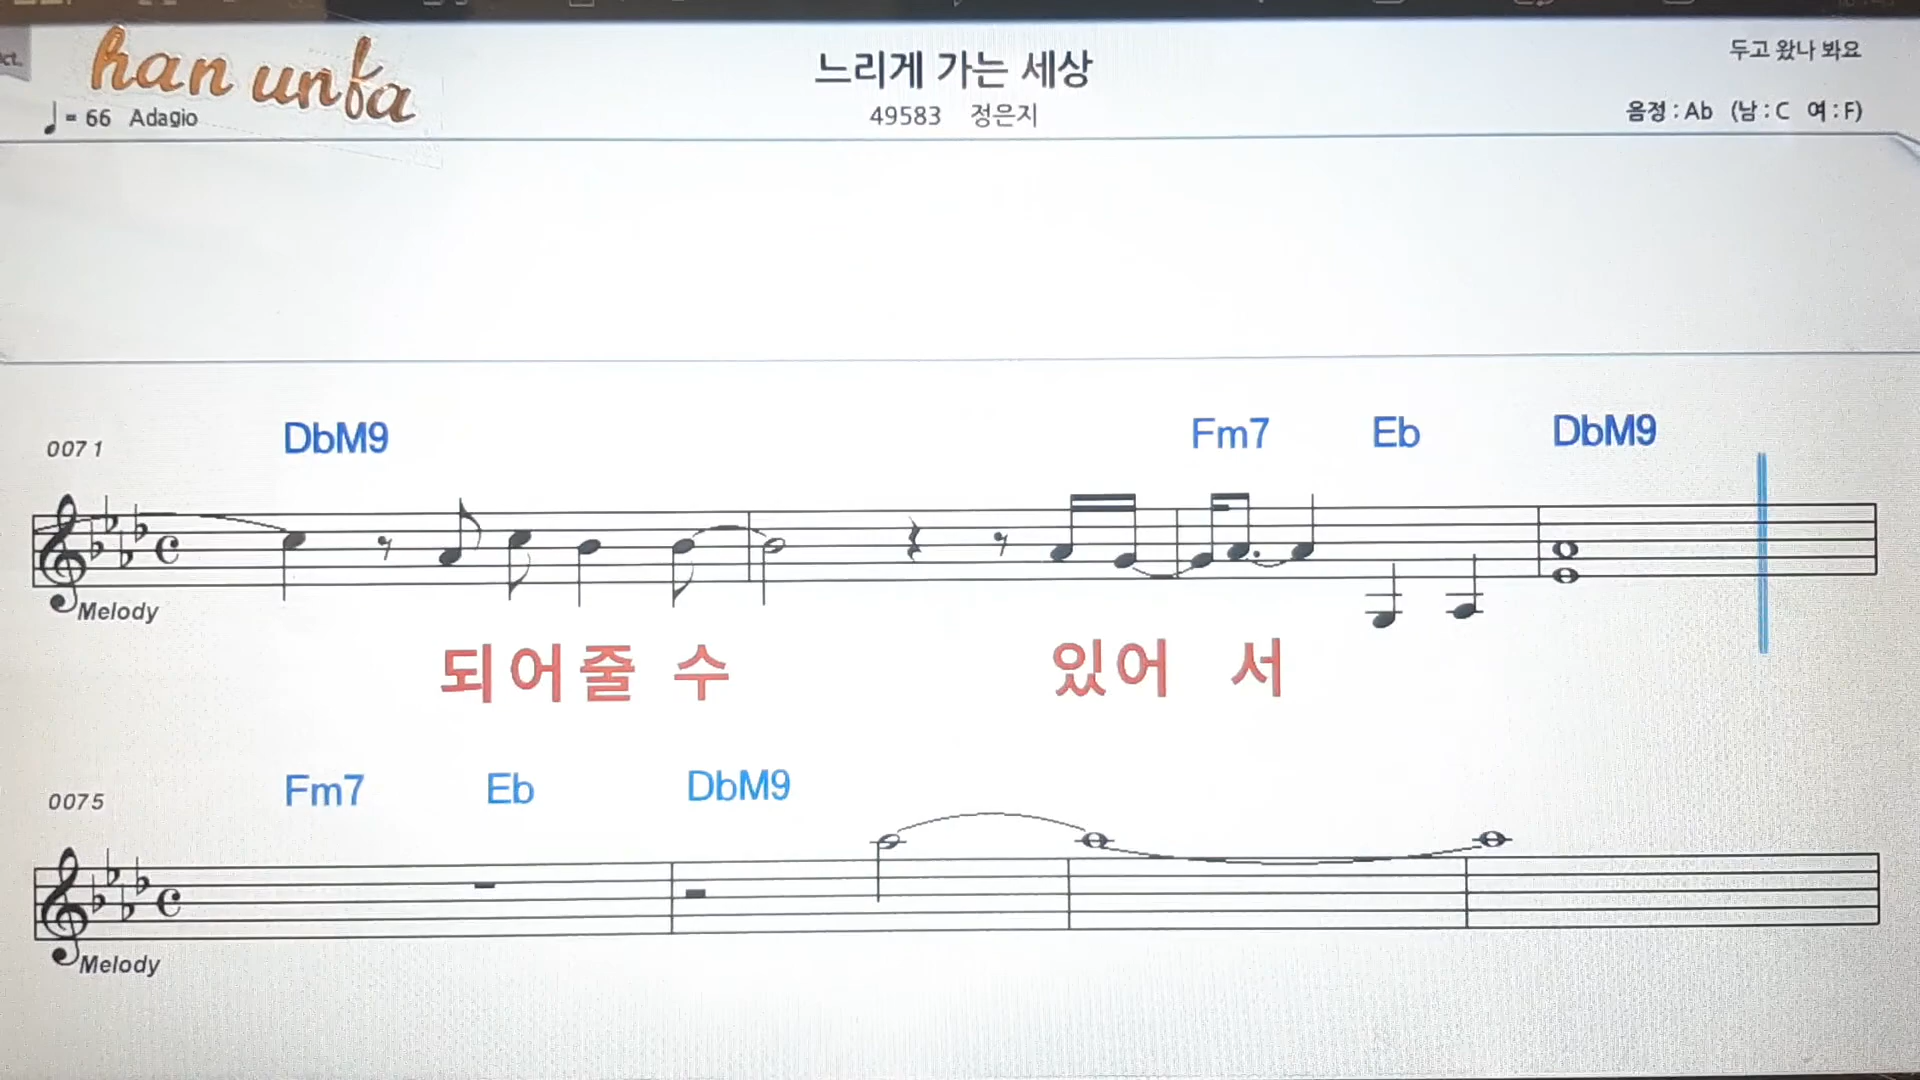 ct.
han unfa
느리게 가는 세상
두고 왔나 봐요
♩ = 66 Adagio
49583 정은지
음정 : Ab (남 : C 여 : F)
0071 DbM9 Fm7 Eb DbM9
Melody
되어줄 수 있어 서
0075 Fm7 Eb DbM9
Melody